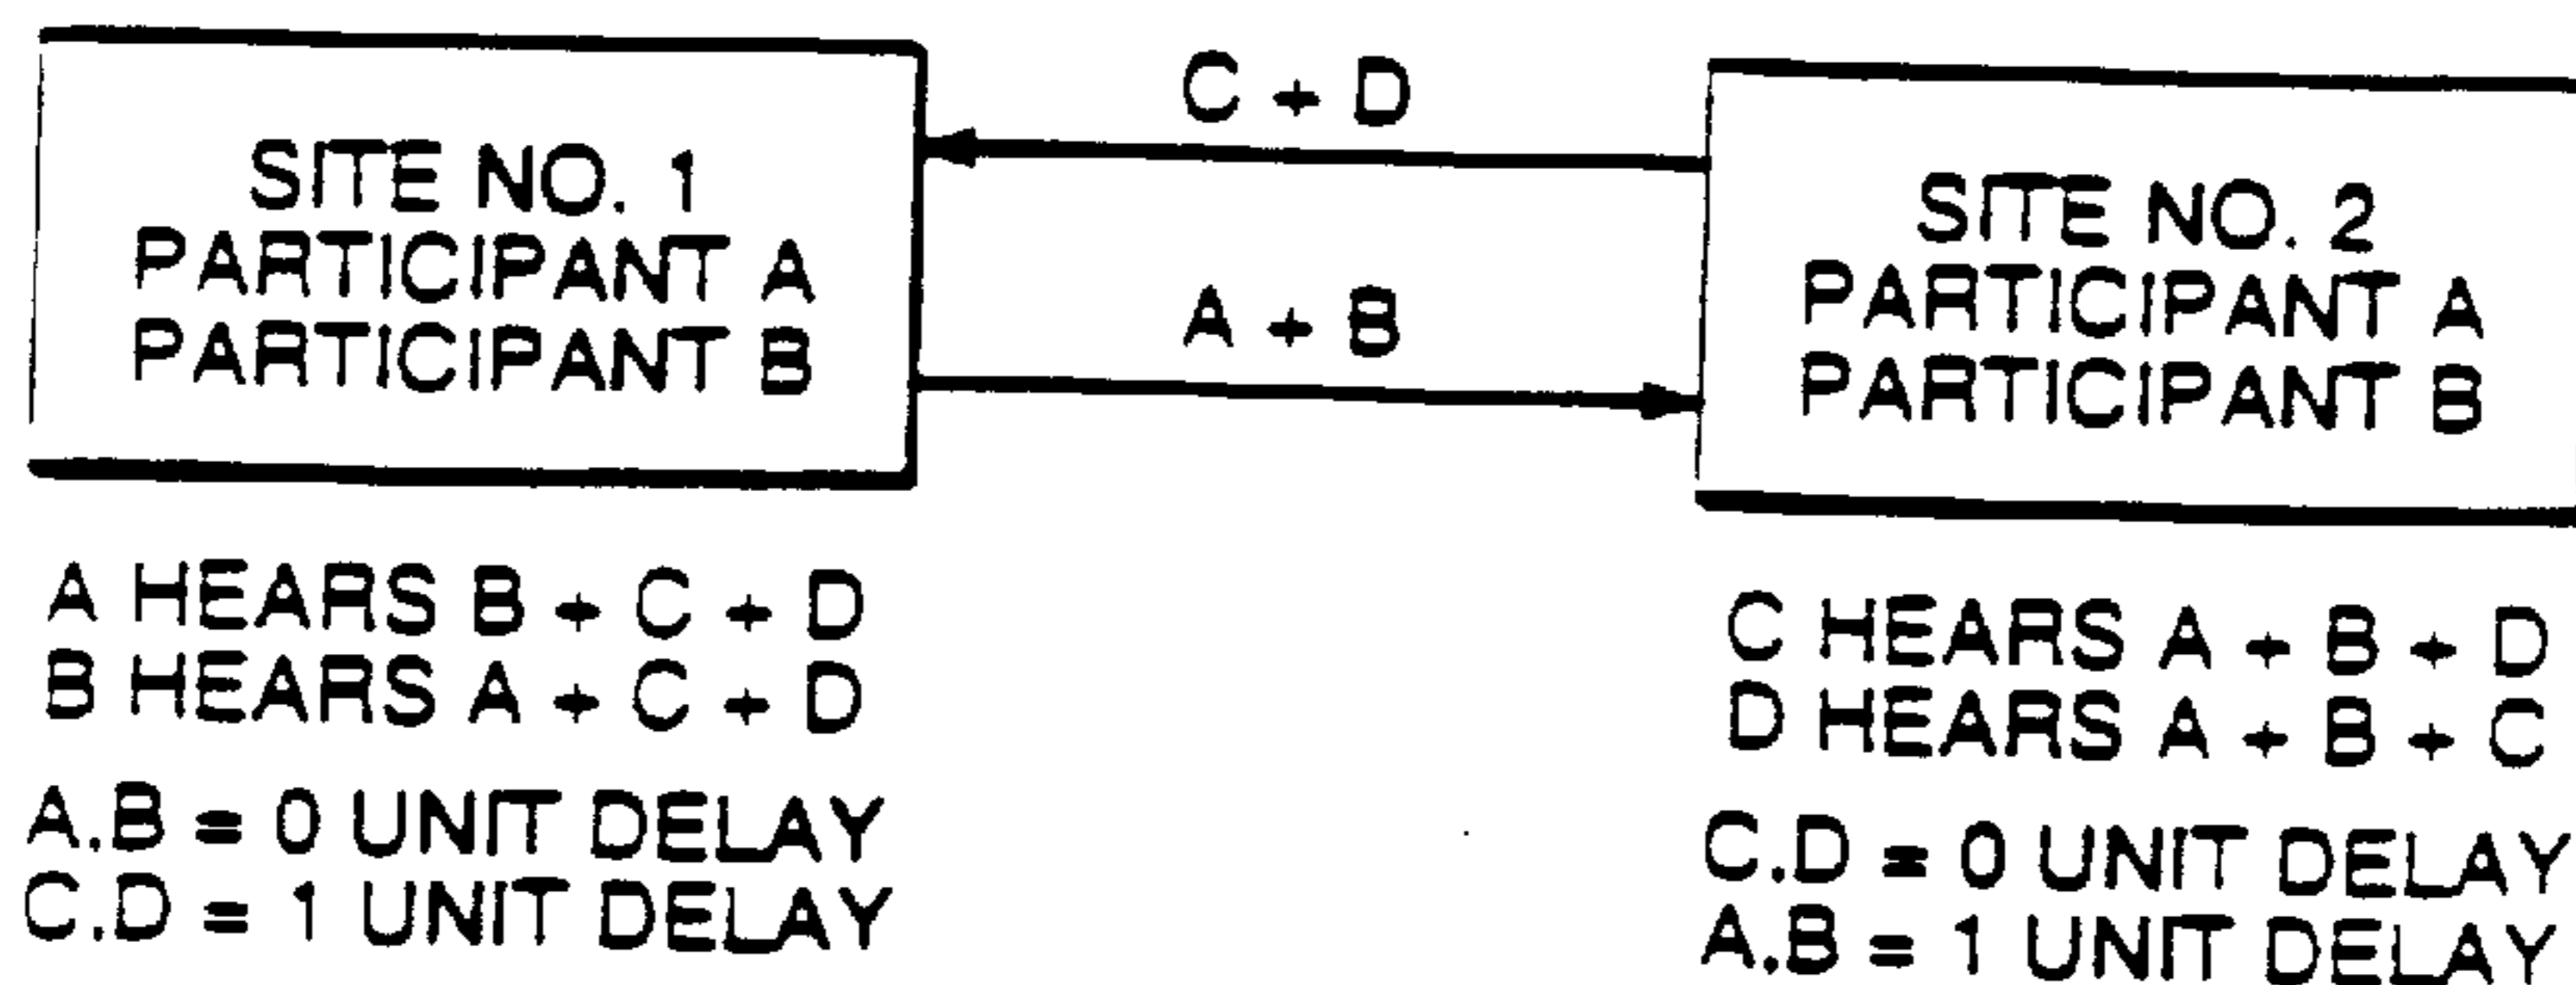 SITE NO. 1
PARTICIPANT A
PARTICIPANT B
C + D
A + B
SITE NO. 2
PARTICIPANT A
PARTICIPANT B
A HEARS B + C + D
B HEARS A + C + D
A.B = 0 UNIT DELAY
C.D = 1 UNIT DELAY
C HEARS A + B + D
D HEARS A + B + C
C.D = 0 UNIT DELAY
A.B = 1 UNIT DELAY